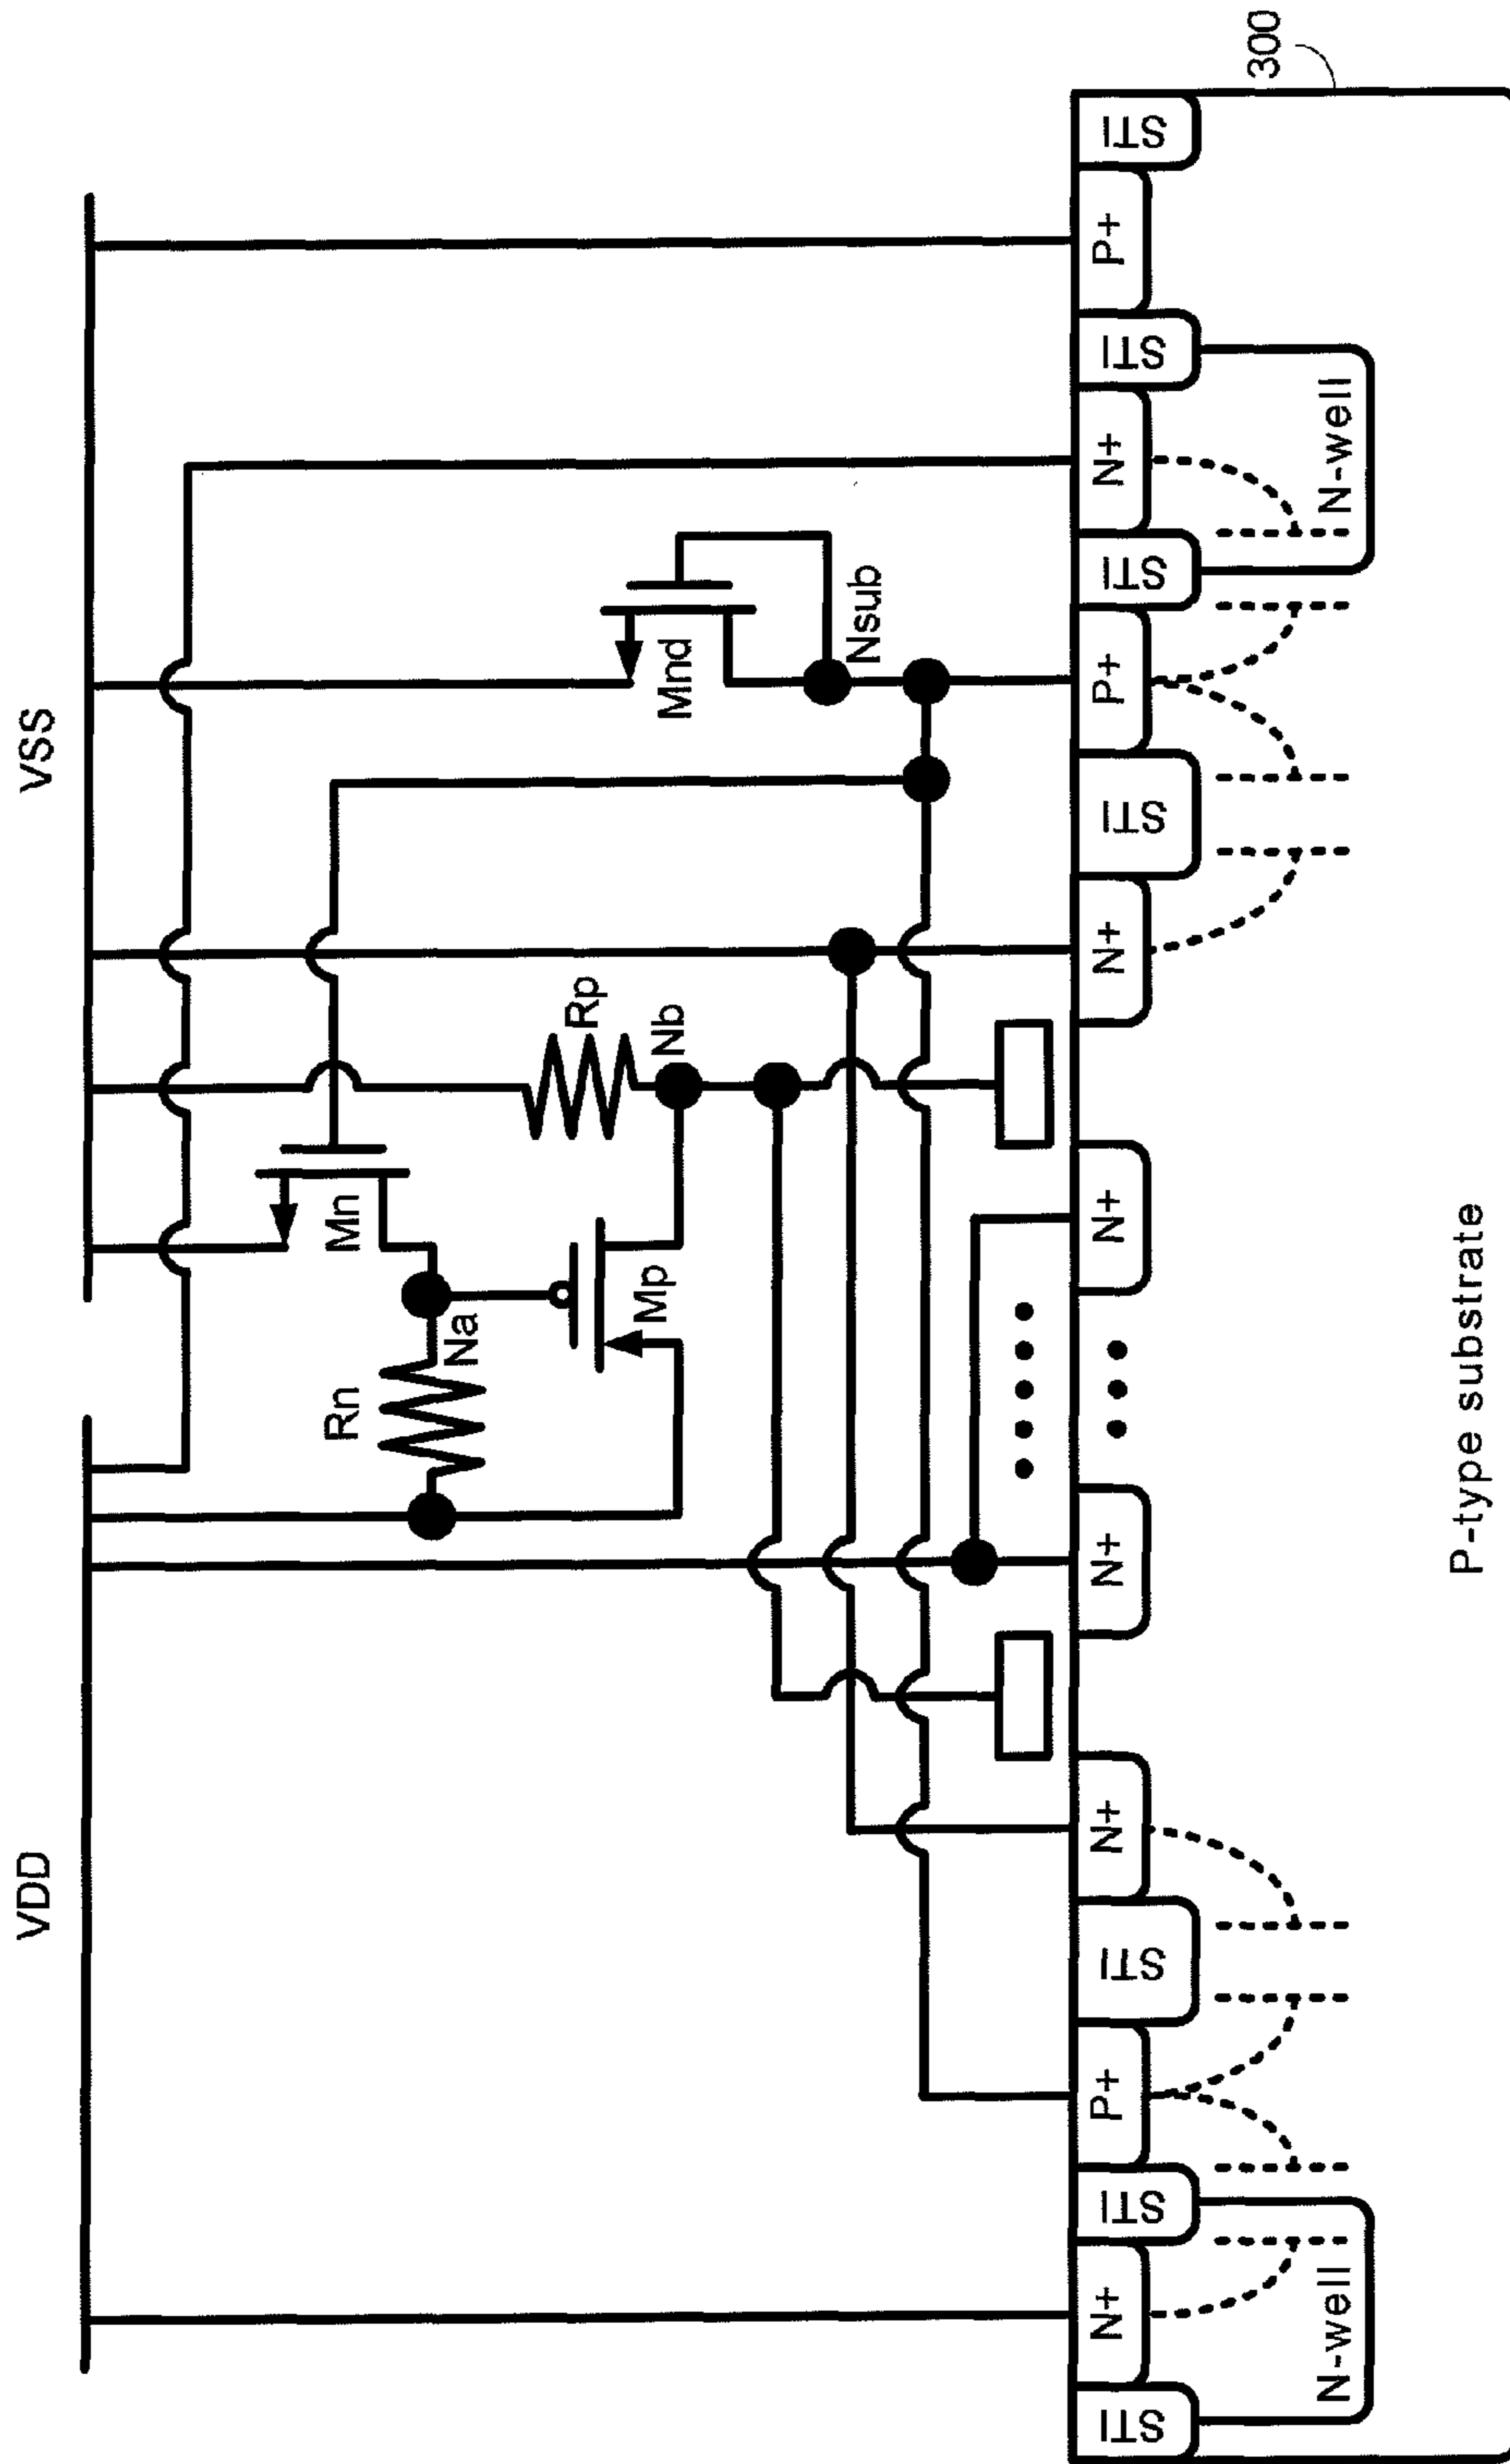 VDD
VSS
Rn
Mn
Na
Rp
Mp
Nb
Mnd
Nsub
STI
N+
STI
P+
STI
N+
N+
N+
N+
STI
P+
STI
N+
STI
P+
STI
300
N-well
N-well
P-type substrate